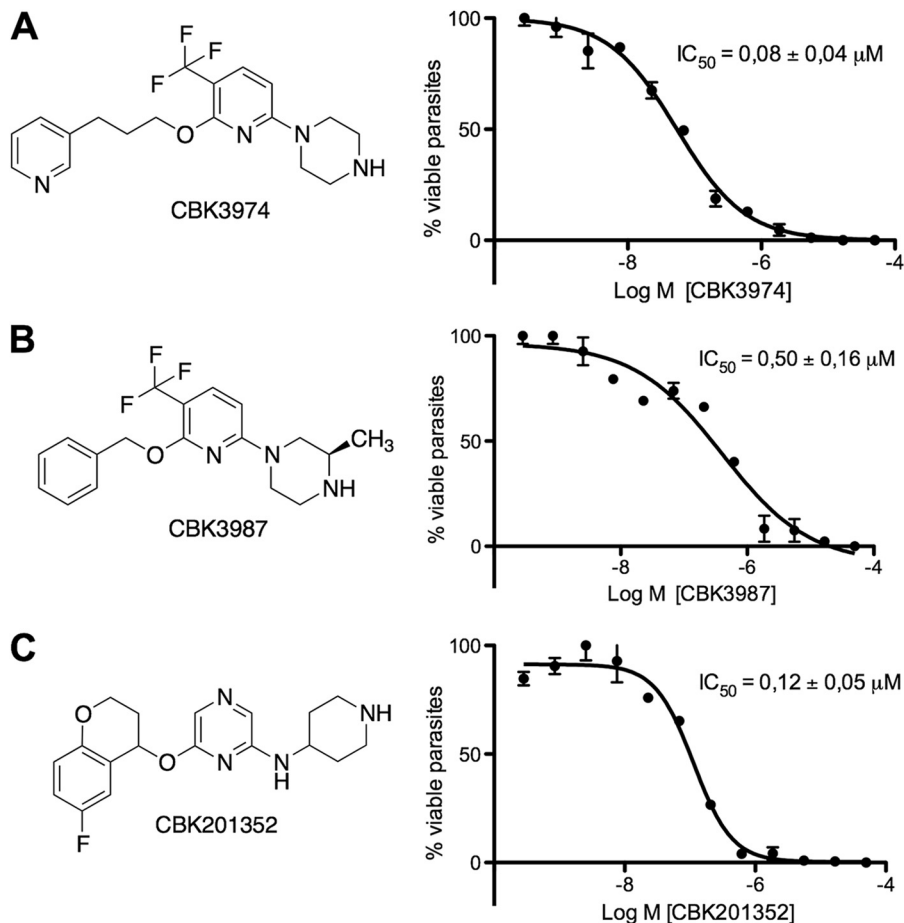 A
F
F
F
O
N
N
NH
N
CBK3974
% viable parasites
100
50
0
IC50 = 0,08 ± 0,04 µM
-8
-6
-4
Log M [CBK3974]
B
F
F
F
O
N
N
CH3
NH
CBK3987
% viable parasites
100
50
0
IC50 = 0,50 ± 0,16 µM
-8
-6
-4
Log M [CBK3987]
C
O
N
NH
O
N
N
H
F
CBK201352
% viable parasites
100
50
0
IC50 = 0,12 ± 0,05 µM
-8
-6
-4
Log M [CBK201352]